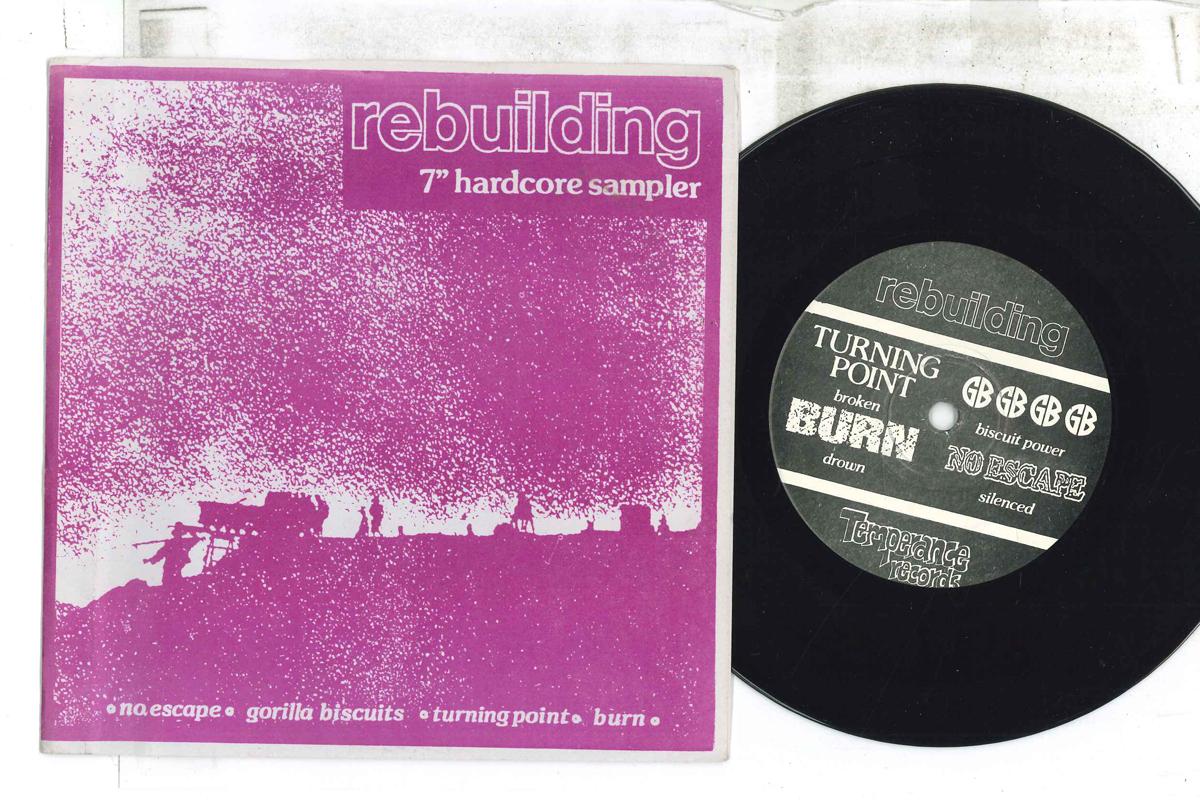 rebuilding
7” hardcore sampler
no escape gorilla biscuits turning point burn
rebuilding
TURNING
POINT
broken
BURN
drown
GB GB GB GB
biscuit power
NO ESCAPE
silenced
Temperance
records